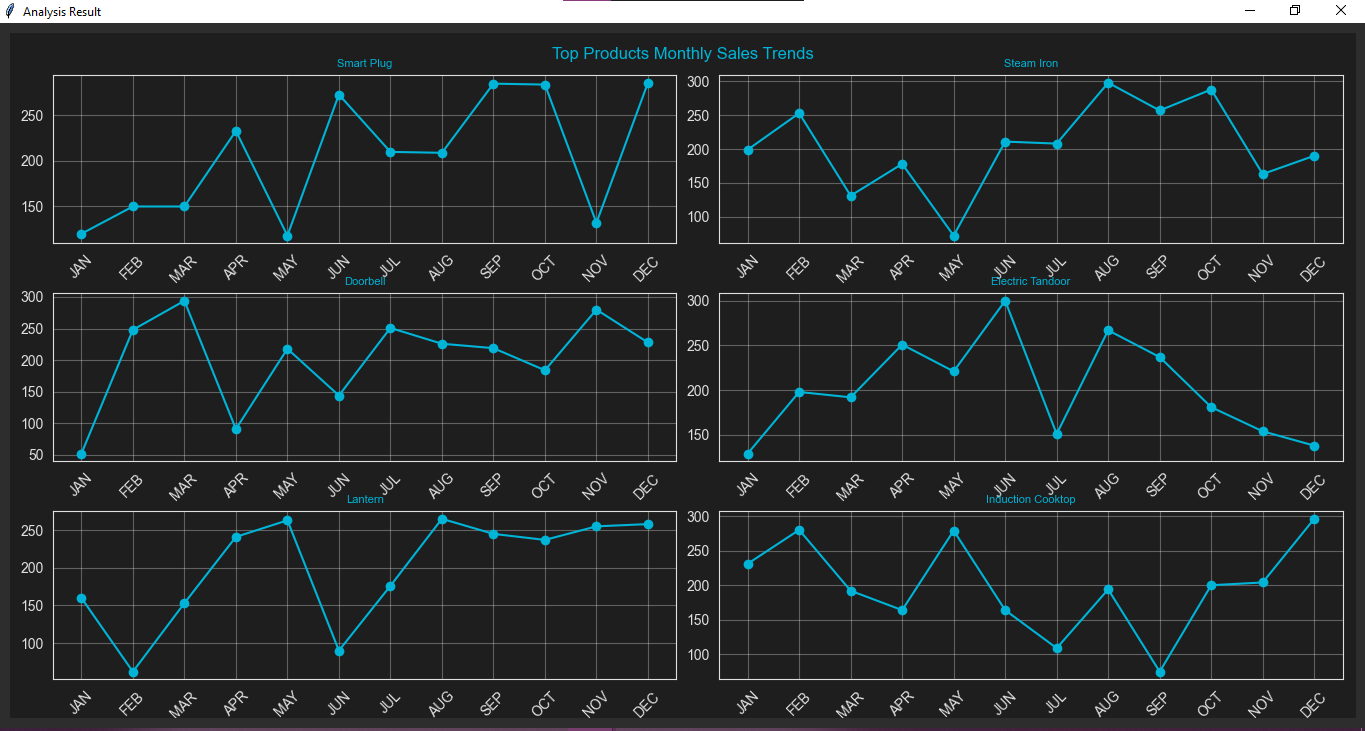 Analysis Result
Top Products Monthly Sales Trends
Smart Plug
250
200
150
JAN FEB MAR APR MAY JUN JUL AUG SEP OCT NOV DEC
Steam Iron
300
250
200
150
100
JAN FEB MAR APR MAY JUN JUL AUG SEP OCT NOV DEC
Doorbell
300
250
200
150
100
50
JAN FEB MAR APR MAY JUN JUL AUG SEP OCT NOV DEC
Electric Tandoor
300
250
200
150
JAN FEB MAR APR MAY JUN JUL AUG SEP OCT NOV DEC
Lantern
250
200
150
100
JAN FEB MAR APR MAY JUN JUL AUG SEP OCT NOV DEC
Induction Cooktop
300
250
200
150
100
JAN FEB MAR APR MAY JUN JUL AUG SEP OCT NOV DEC